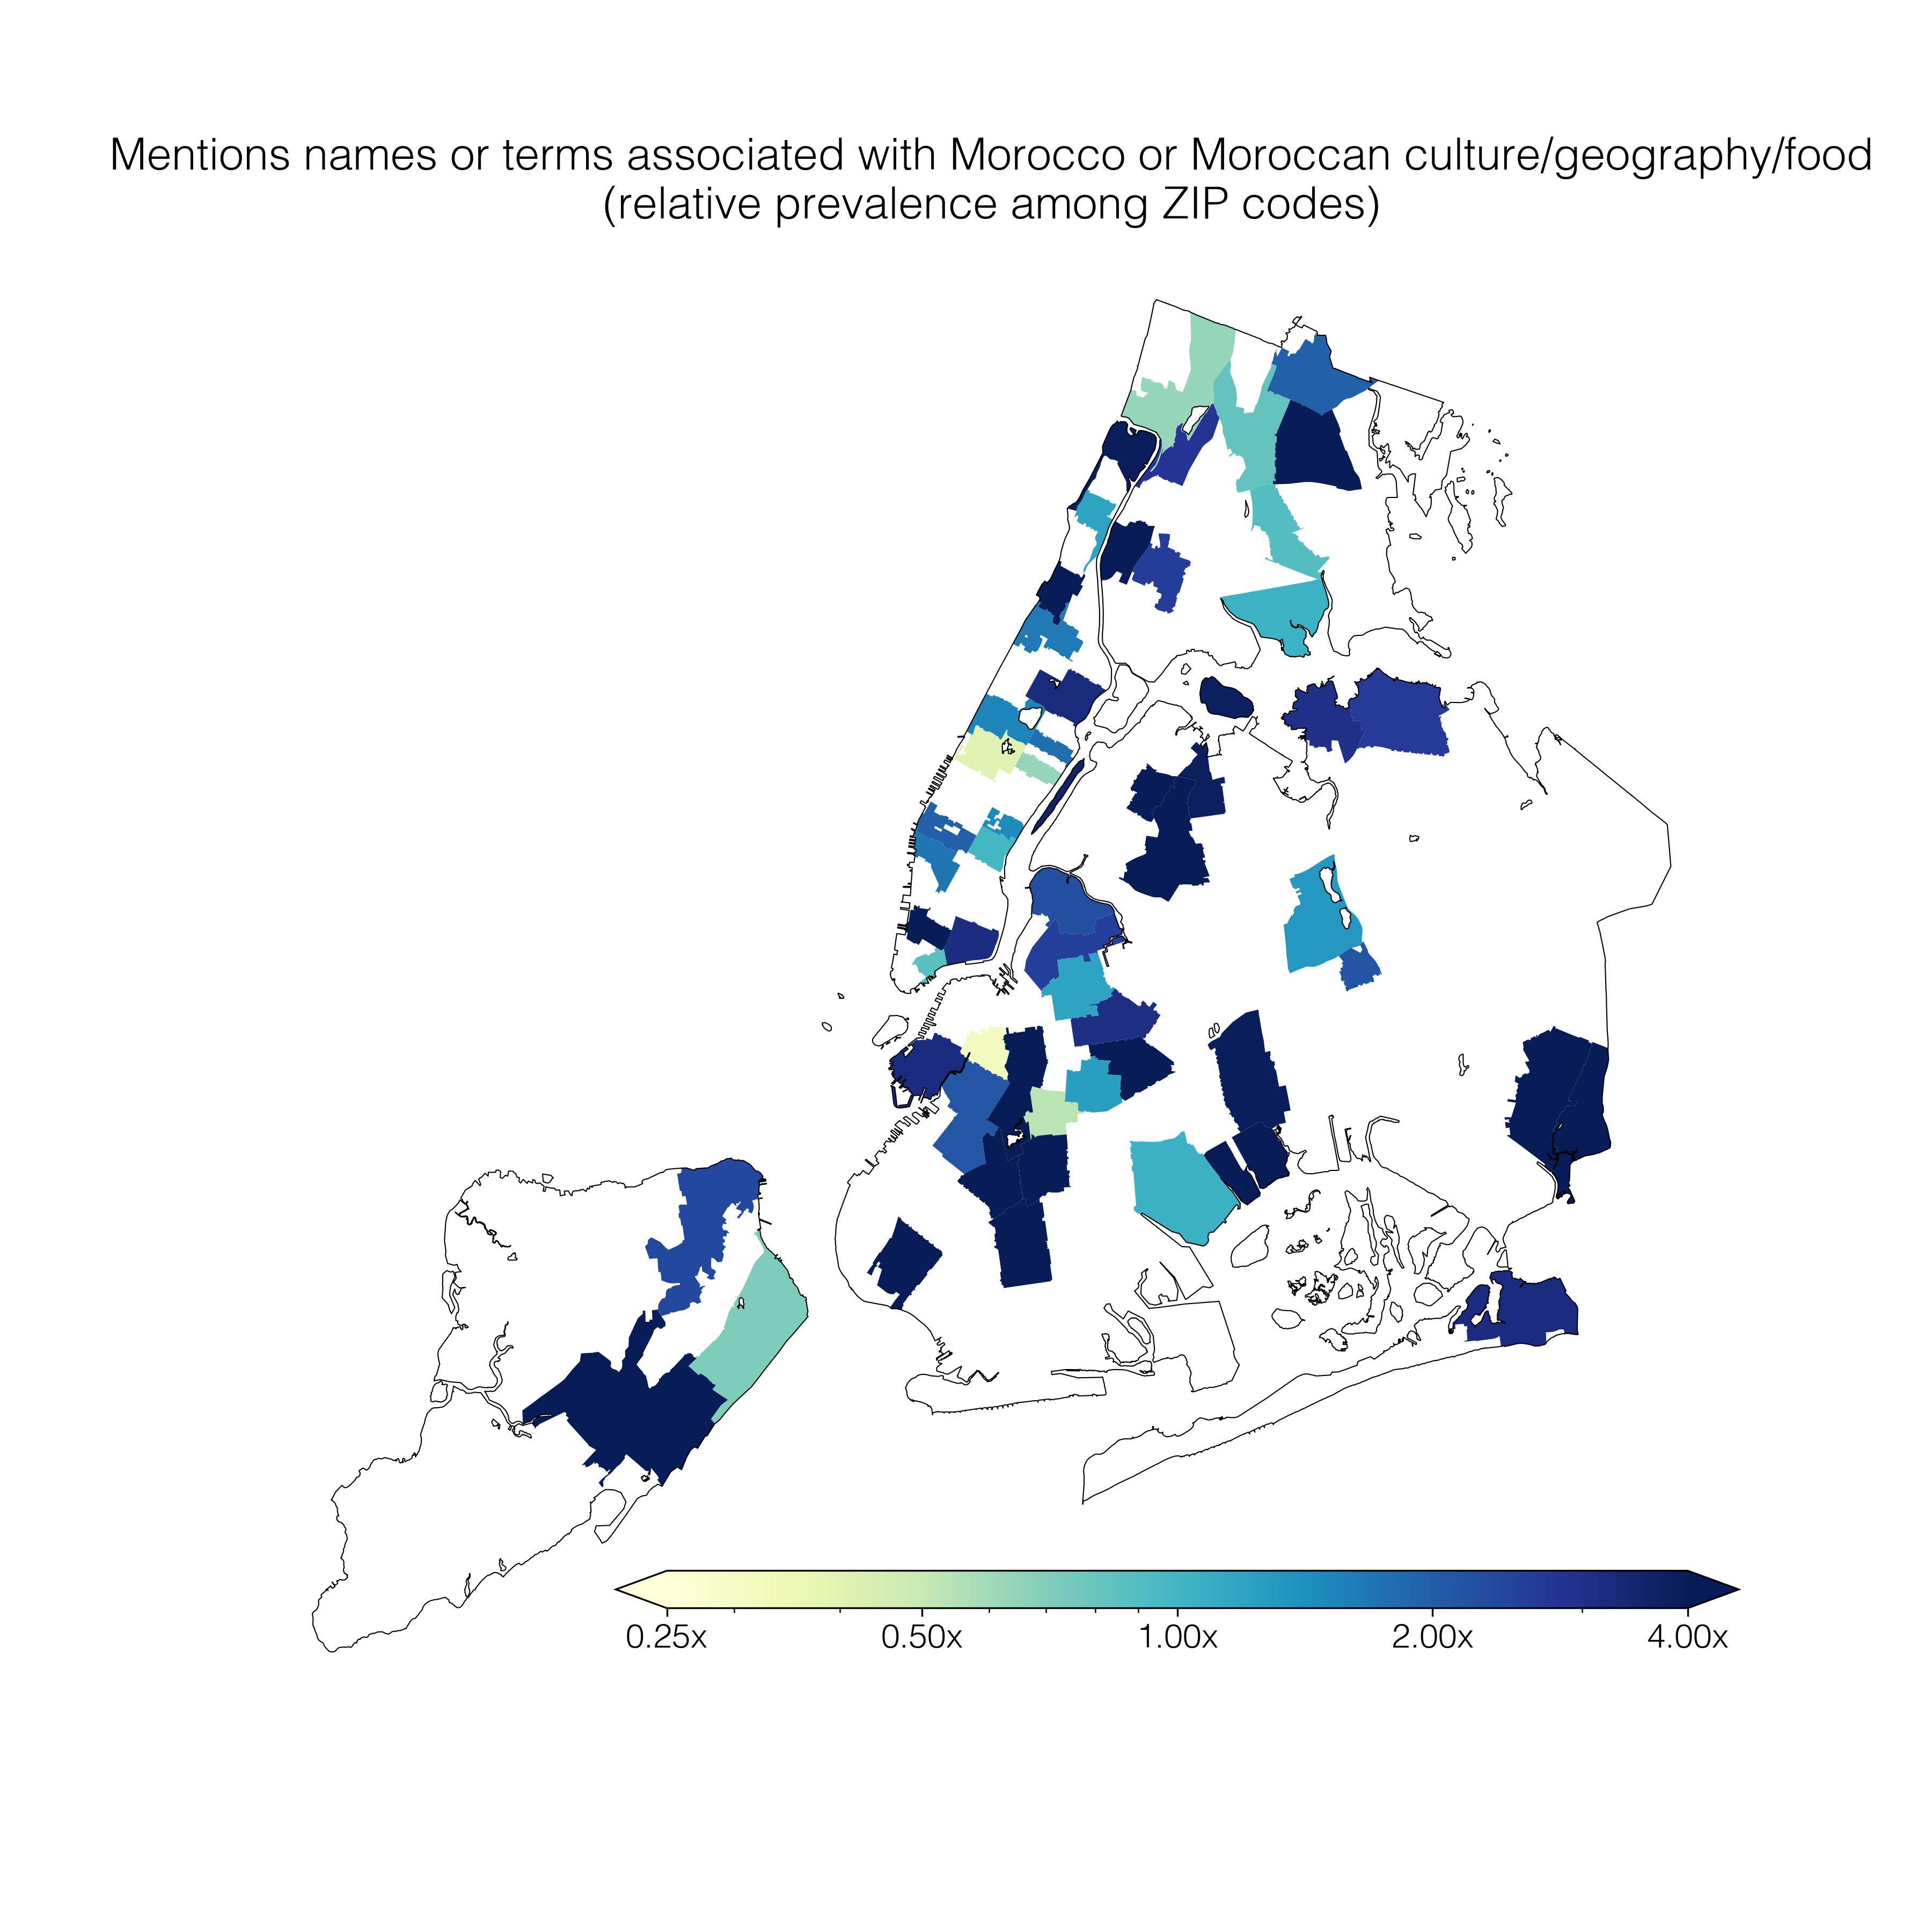 Mentions names or terms associated with Morocco or Moroccan culture/geography/food
(relative prevalence among ZIP codes)
0.25x 0.50x 1.00x 2.00x 4.00x